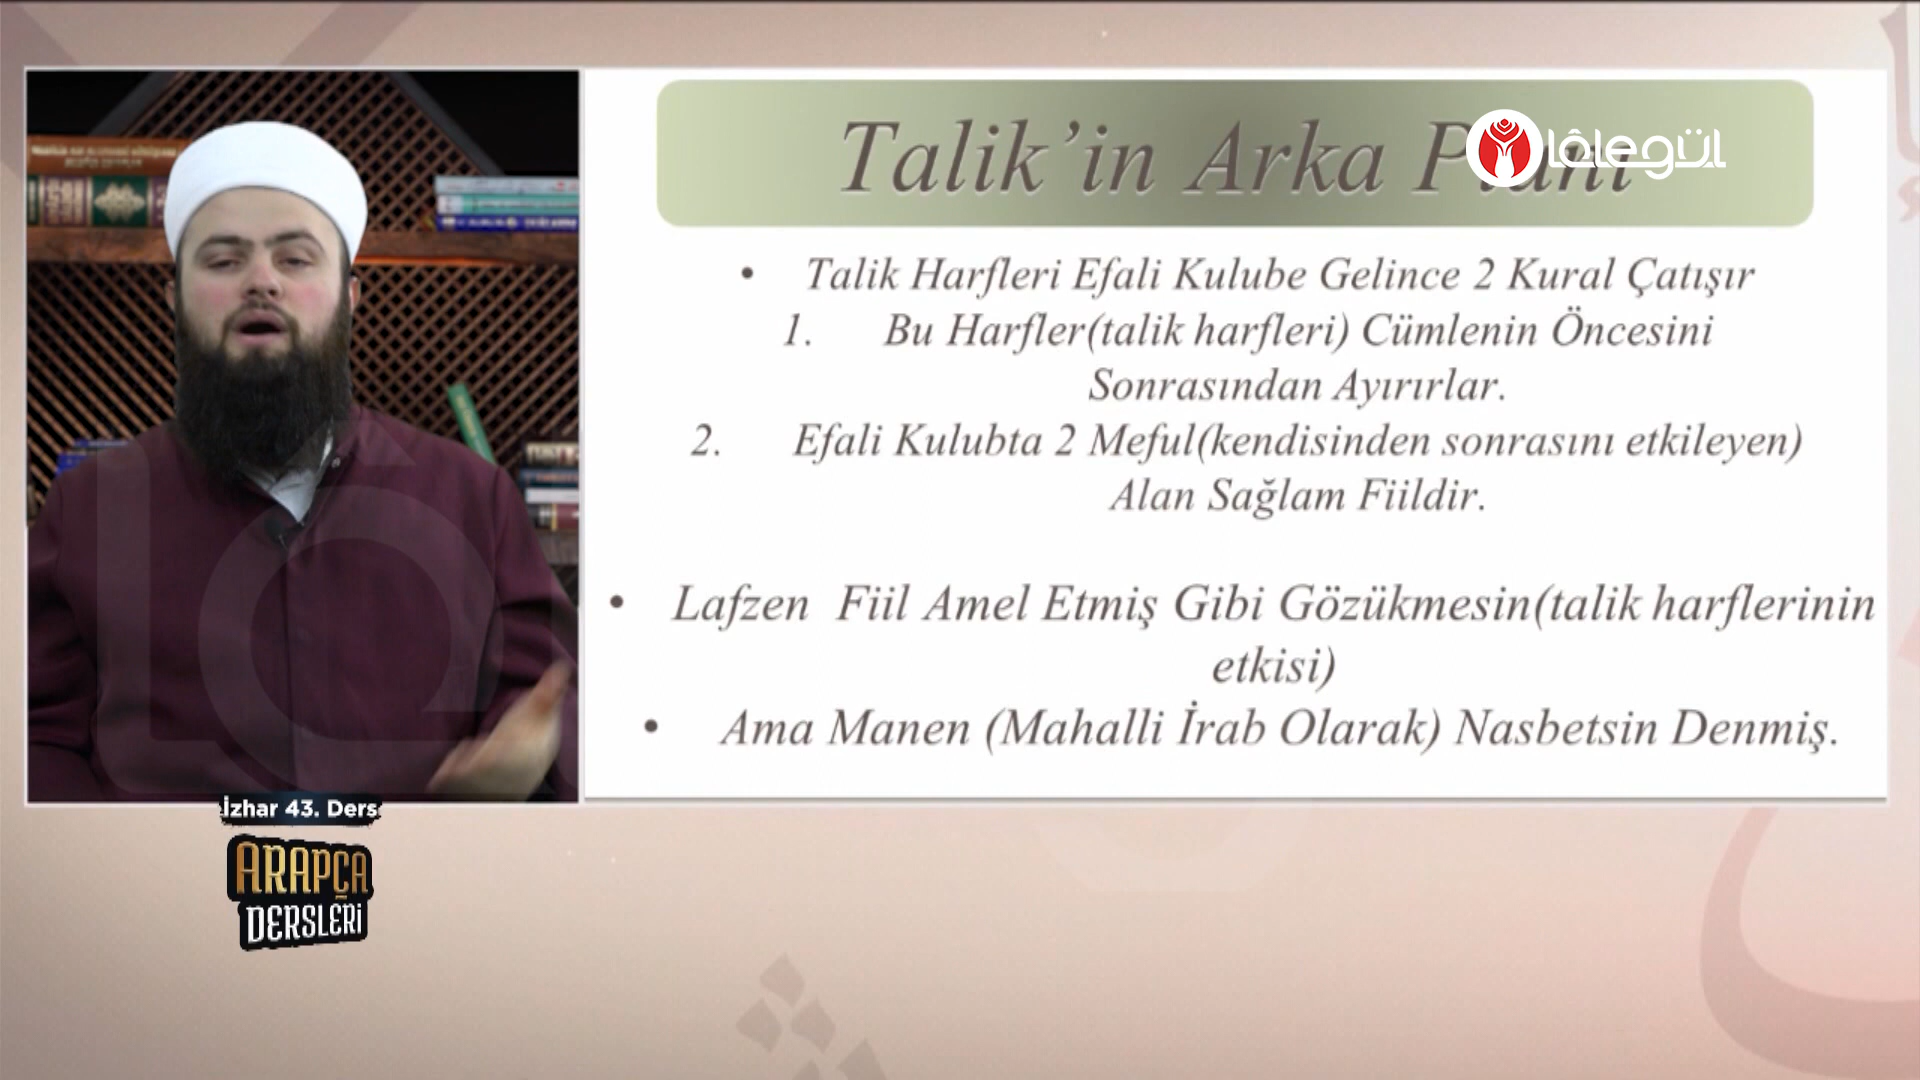 Talik'in Arka Planı
lâlegül
• Talik Harfleri Efali Kulube Gelince 2 Kural Çatışır
1. Bu Harfler(talik harfleri) Cümlenin Öncesini
Sonrasından Ayırırlar.
2. Efali Kulubta 2 Meful(kendisinden sonrasını etkileyen)
Alan Sağlam Fiildir.
• Lafzen Fiil Amel Etmiş Gibi Gözükmesin(talik harflerinin
etkisi)
• Ama Manen (Mahalli İrab Olarak) Nasbetsin Denmiş.
İzhar 43. Ders
ARAPÇA
DERSLERİ